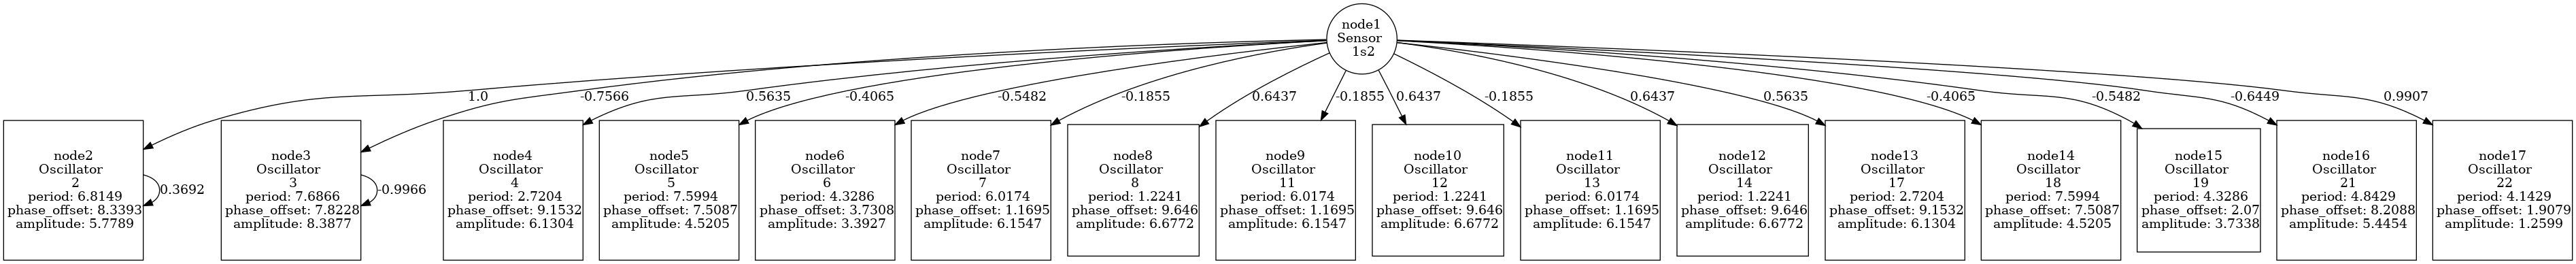 node1
Sensor
1s2
1.0
-0.7566
0.5635
-0.4065
-0.5482
-0.1855
0.6437
-0.1855
0.6437
-0.1855
0.6437
0.5635
-0.4065
-0.5482
-0.6449
0.9907
node2
Oscillator
2
period: 6.8149
phase_offset: 8.3393
amplitude: 5.7789
0.3692
node3
Oscillator
3
period: 7.6866
phase_offset: 7.8228
amplitude: 8.3877
-0.9966
node4
Oscillator
4
period: 2.7204
phase_offset: 9.1532
amplitude: 6.1304
node5
Oscillator
5
period: 7.5994
phase_offset: 7.5087
amplitude: 4.5205
node6
Oscillator
6
period: 4.3286
phase_offset: 3.7308
amplitude: 3.3927
node7
Oscillator
7
period: 6.0174
phase_offset: 1.1695
amplitude: 6.1547
node8
Oscillator
8
period: 1.2241
phase_offset: 9.646
amplitude: 6.6772
node9
Oscillator
11
period: 6.0174
phase_offset: 1.1695
amplitude: 6.1547
node10
Oscillator
12
period: 1.2241
phase_offset: 9.646
amplitude: 6.6772
node11
Oscillator
13
period: 6.0174
phase_offset: 1.1695
amplitude: 6.1547
node12
Oscillator
14
period: 1.2241
phase_offset: 9.646
amplitude: 6.6772
node13
Oscillator
17
period: 2.7204
phase_offset: 9.1532
amplitude: 6.1304
node14
Oscillator
18
period: 7.5994
phase_offset: 7.5087
amplitude: 4.5205
node15
Oscillator
19
period: 4.3286
phase_offset: 2.07
amplitude: 3.7338
node16
Oscillator
21
period: 4.8429
phase_offset: 8.2088
amplitude: 5.4454
node17
Oscillator
22
period: 4.1429
phase_offset: 1.9079
amplitude: 1.2599